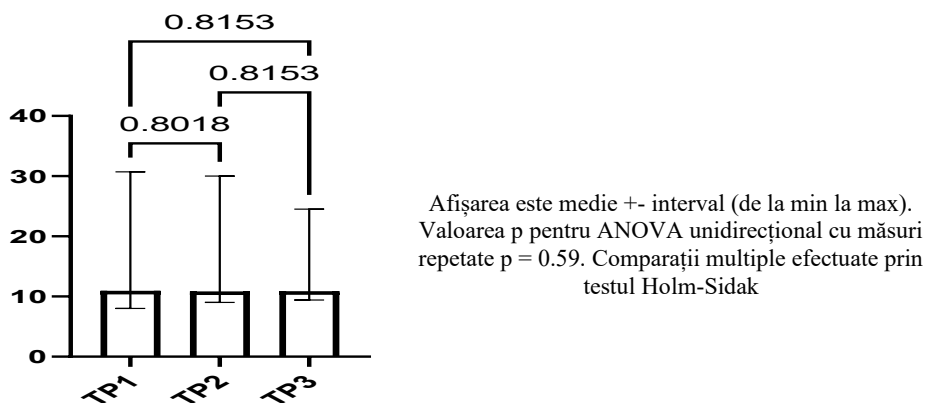 0.8153
0.8153
0.8018
40
30
20
10
0
TP1
TP2
TP3
Afișarea este medie +- interval (de la min la max).
Valoarea p pentru ANOVA unidirecțional cu măsuri
repetate p = 0.59. Comparații multiple efectuate prin
testul Holm-Sidak